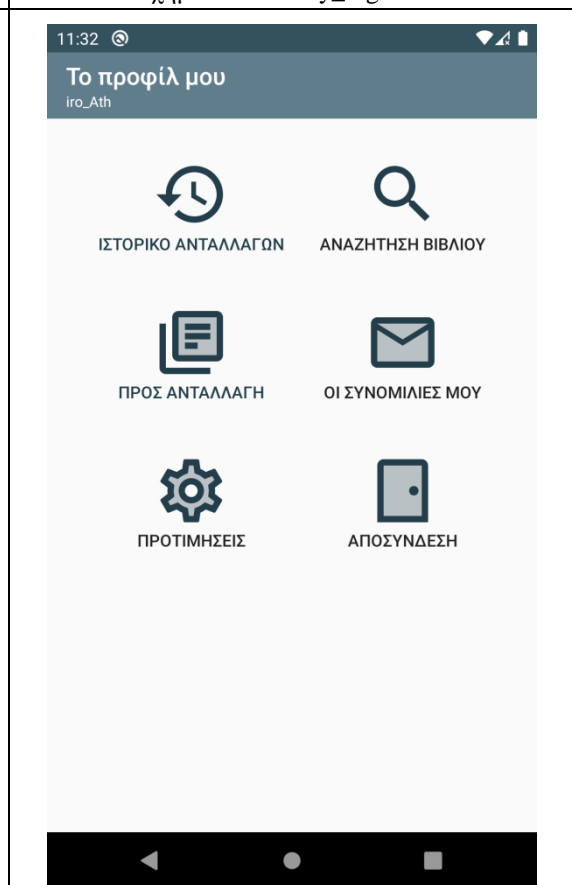 11:32
Το προφίλ μου
iro_Ath
ΙΣΤΟΡΙΚΟ ΑΝΤΑΛΛΑΓΩΝ
ΑΝΑΖΗΤΗΣΗ ΒΙΒΛΙΟΥ
ΠΡΟΣ ΑΝΤΑΛΛΑΓΗ
ΟΙ ΣΥΝΟΜΙΛΙΕΣ ΜΟΥ
ΠΡΟΤΙΜΗΣΕΙΣ
ΑΠΟΣΥΝΔΕΣΗ